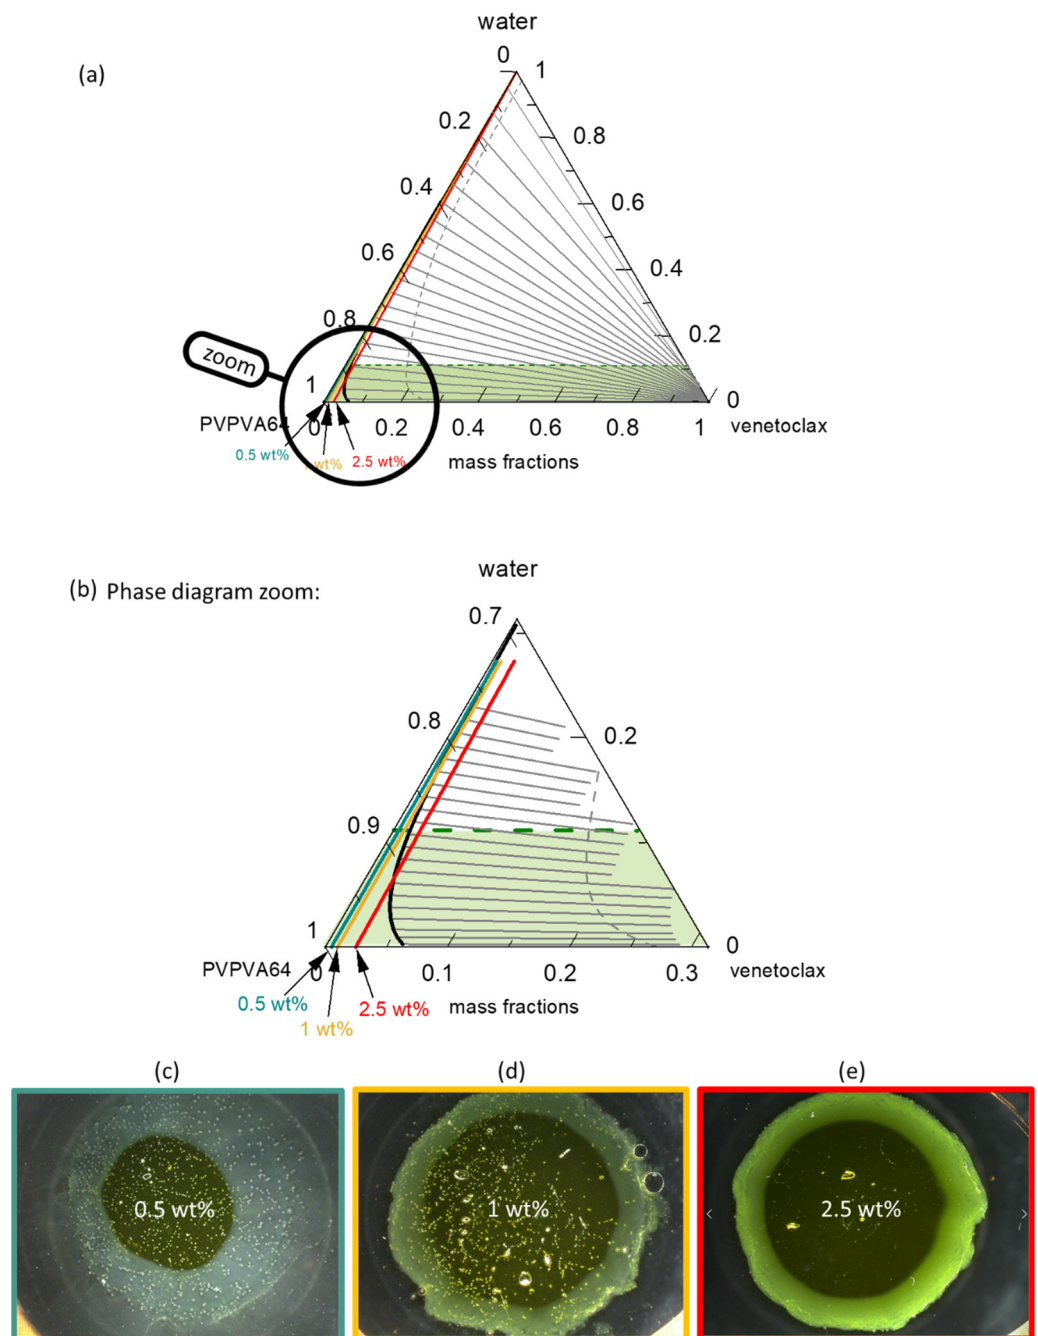 water
(a)
0 1
0.2
0.8
0.4
0.6
0.6
0.4
0.8
0.2
zoom
1
0
PVPVA64
0 0.2 0.4 0.6 0.8 1
venetoclax
0.5 wt%
wt%
2.5 wt%
mass fractions
water
(b) Phase diagram zoom:
0.7
0.8
0.2
0.9
1
0
PVPVA64
0 0.1 0.2 0.3
venetoclax
0.5 wt%
2.5 wt%
mass fractions
1 wt%
(c) (d) (e)
0.5 wt%
1 wt%
2.5 wt%